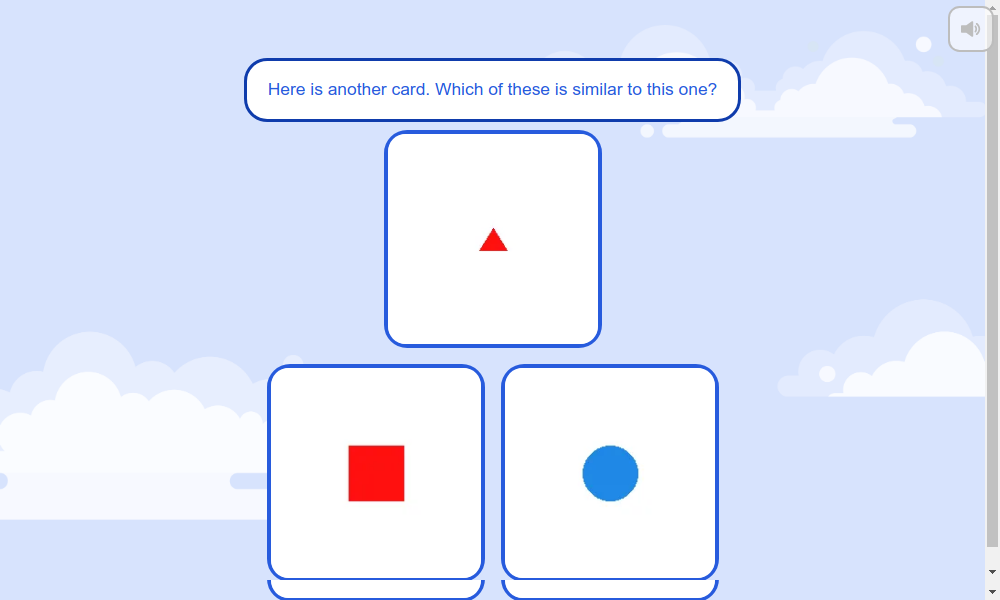 Here is another card. Which of these is similar to this one?